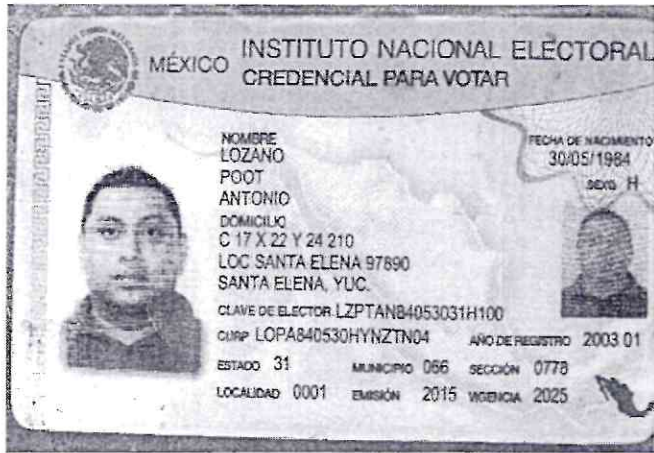 MÉXICO INSTITUTO NACIONAL ELECTORAL
CREDENCIAL PARA VOTAR
NOMBRE
LOZANO
POOT
ANTONIO
FECHA DE NACIMIENTO
30/05/1984
SEXO H
DOMICILIO
C 17 X 22 Y 24 210
LOC SANTA ELENA 97890
SANTA ELENA, YUC.
CLAVE DE ELECTOR LZPTAN84053031H100
CURP LOPA840530HYNZTN04 AÑO DE REGISTRO 2003 01
ESTADO 31 MUNICIPIO 066 SECCIÓN 0778
LOCALIDAD 0001 EMISIÓN 2015 VIGENCIA 2025